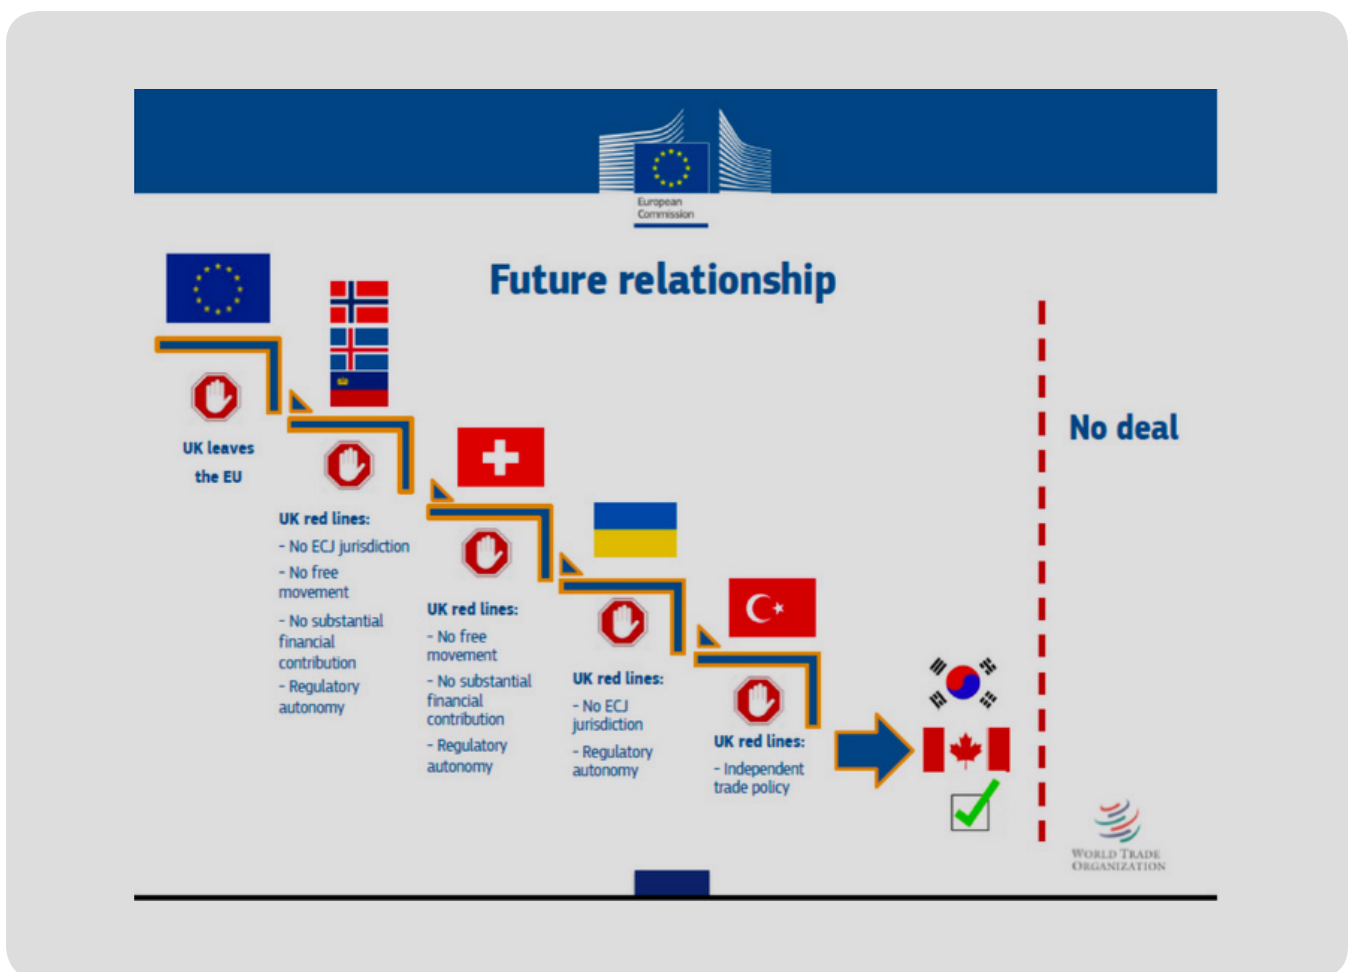 European
Commission
Future relationship
No deal
UK leaves
the EU
UK red lines:
- No ECJ jurisdiction
- No free
movement
- No substantial
financial
contribution
- Regulatory
autonomy
UK red lines:
- No free
movement
- No substantial
financial
contribution
- Regulatory
autonomy
UK red lines:
- No ECJ
jurisdiction
- Regulatory
autonomy
UK red lines:
- Independent
trade policy
WORLD TRADE
ORGANIZATION